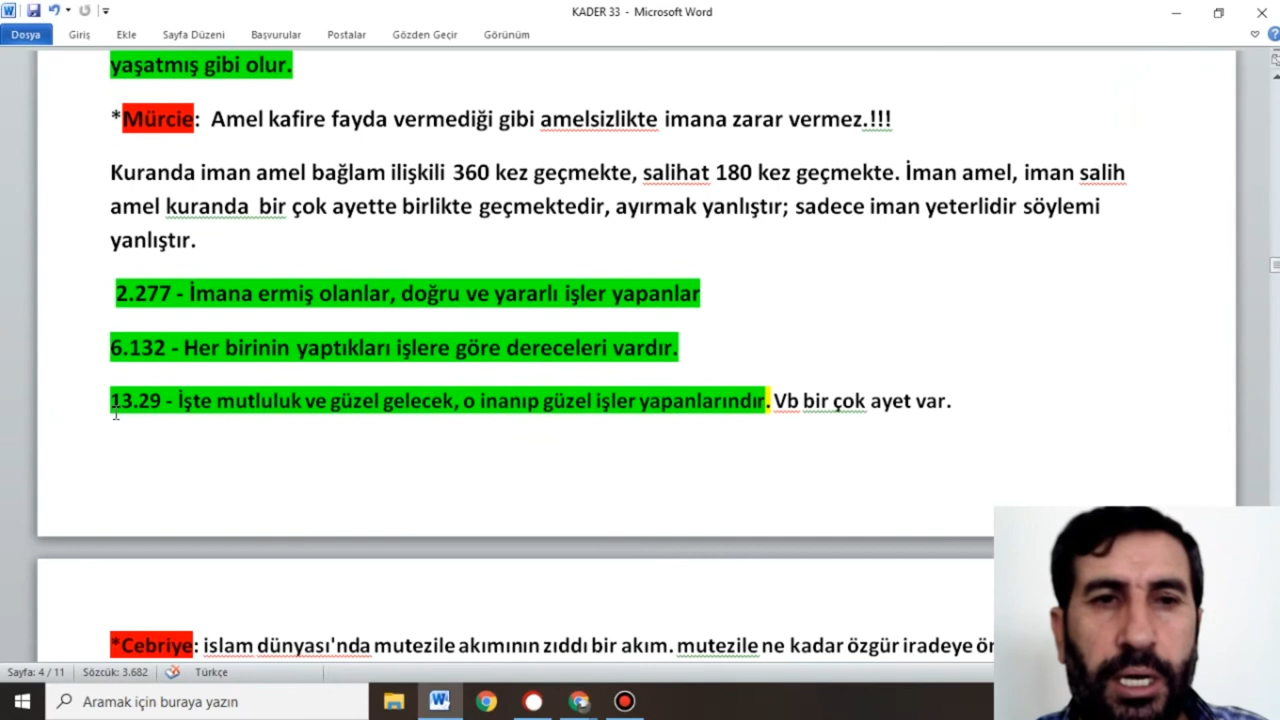 KADER 33 - Microsoft Word
Dosya Giriş Ekle Sayfa Düzeni Başvurular Postalar Gözden Geçir Görünüm
yaşatmış gibi olur.
*Mürcie: Amel kafire fayda vermediği gibi amelsizlikte imana zarar vermez.!!!
Kuranda iman amel bağlam ilişkili 360 kez geçmekte, salihat 180 kez geçmekte. İman amel, iman salih
amel kuranda bir çok ayette birlikte geçmektedir, ayırmak yanlıştır; sadece iman yeterlidir söylemi
yanlıştır.
2.277 - İmana ermiş olanlar, doğru ve yararlı işler yapanlar
6.132 - Her birinin yaptıkları işlere göre dereceleri vardır.
13.29 - İşte mutluluk ve güzel gelecek, o inanıp güzel işler yapanlarındır. Vb bir çok ayet var.
*Cebriye: islam dünyası'nda mutezile akımının zıddı bir akım. mutezile ne kadar özgür iradeye ön
Sayfa: 4 / 11 Sözcük: 3.682 Türkçe
Aramak için buraya yazın